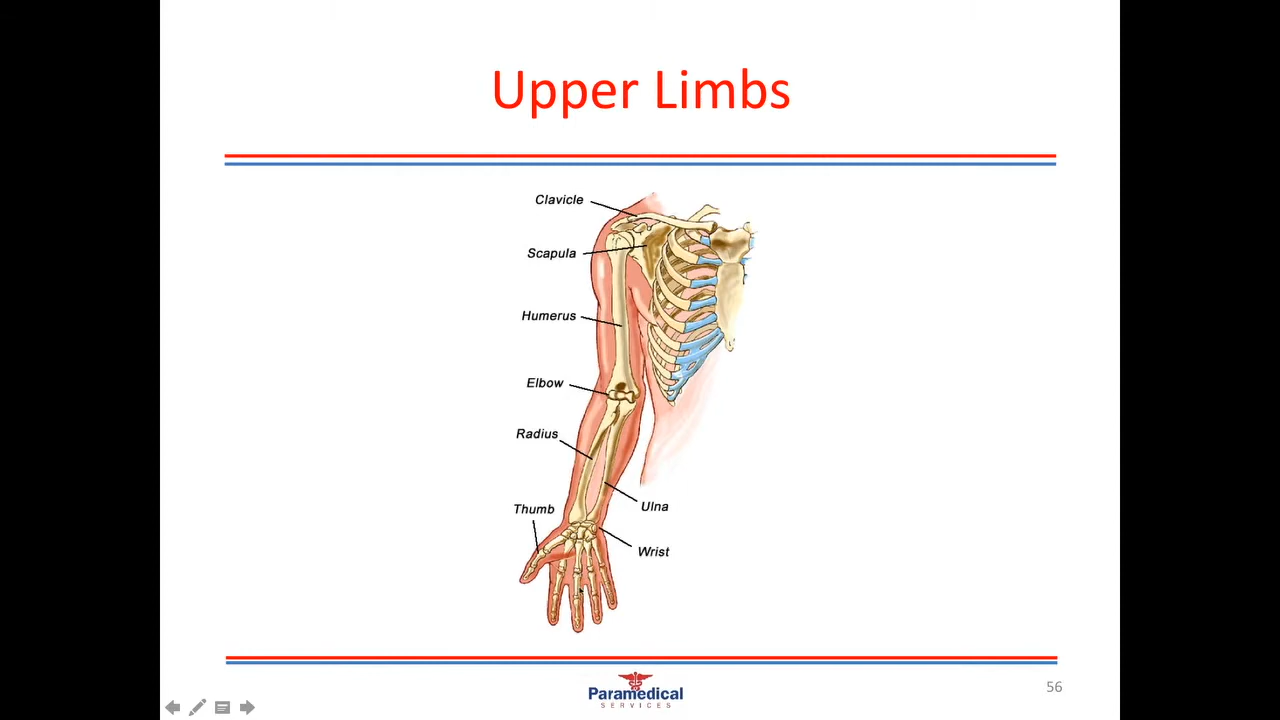 Upper Limbs
Clavicle
Scapula
Humerus
Elbow
Radius
Thumb
Ulna
Wrist
Paramedical
SERVICES
56